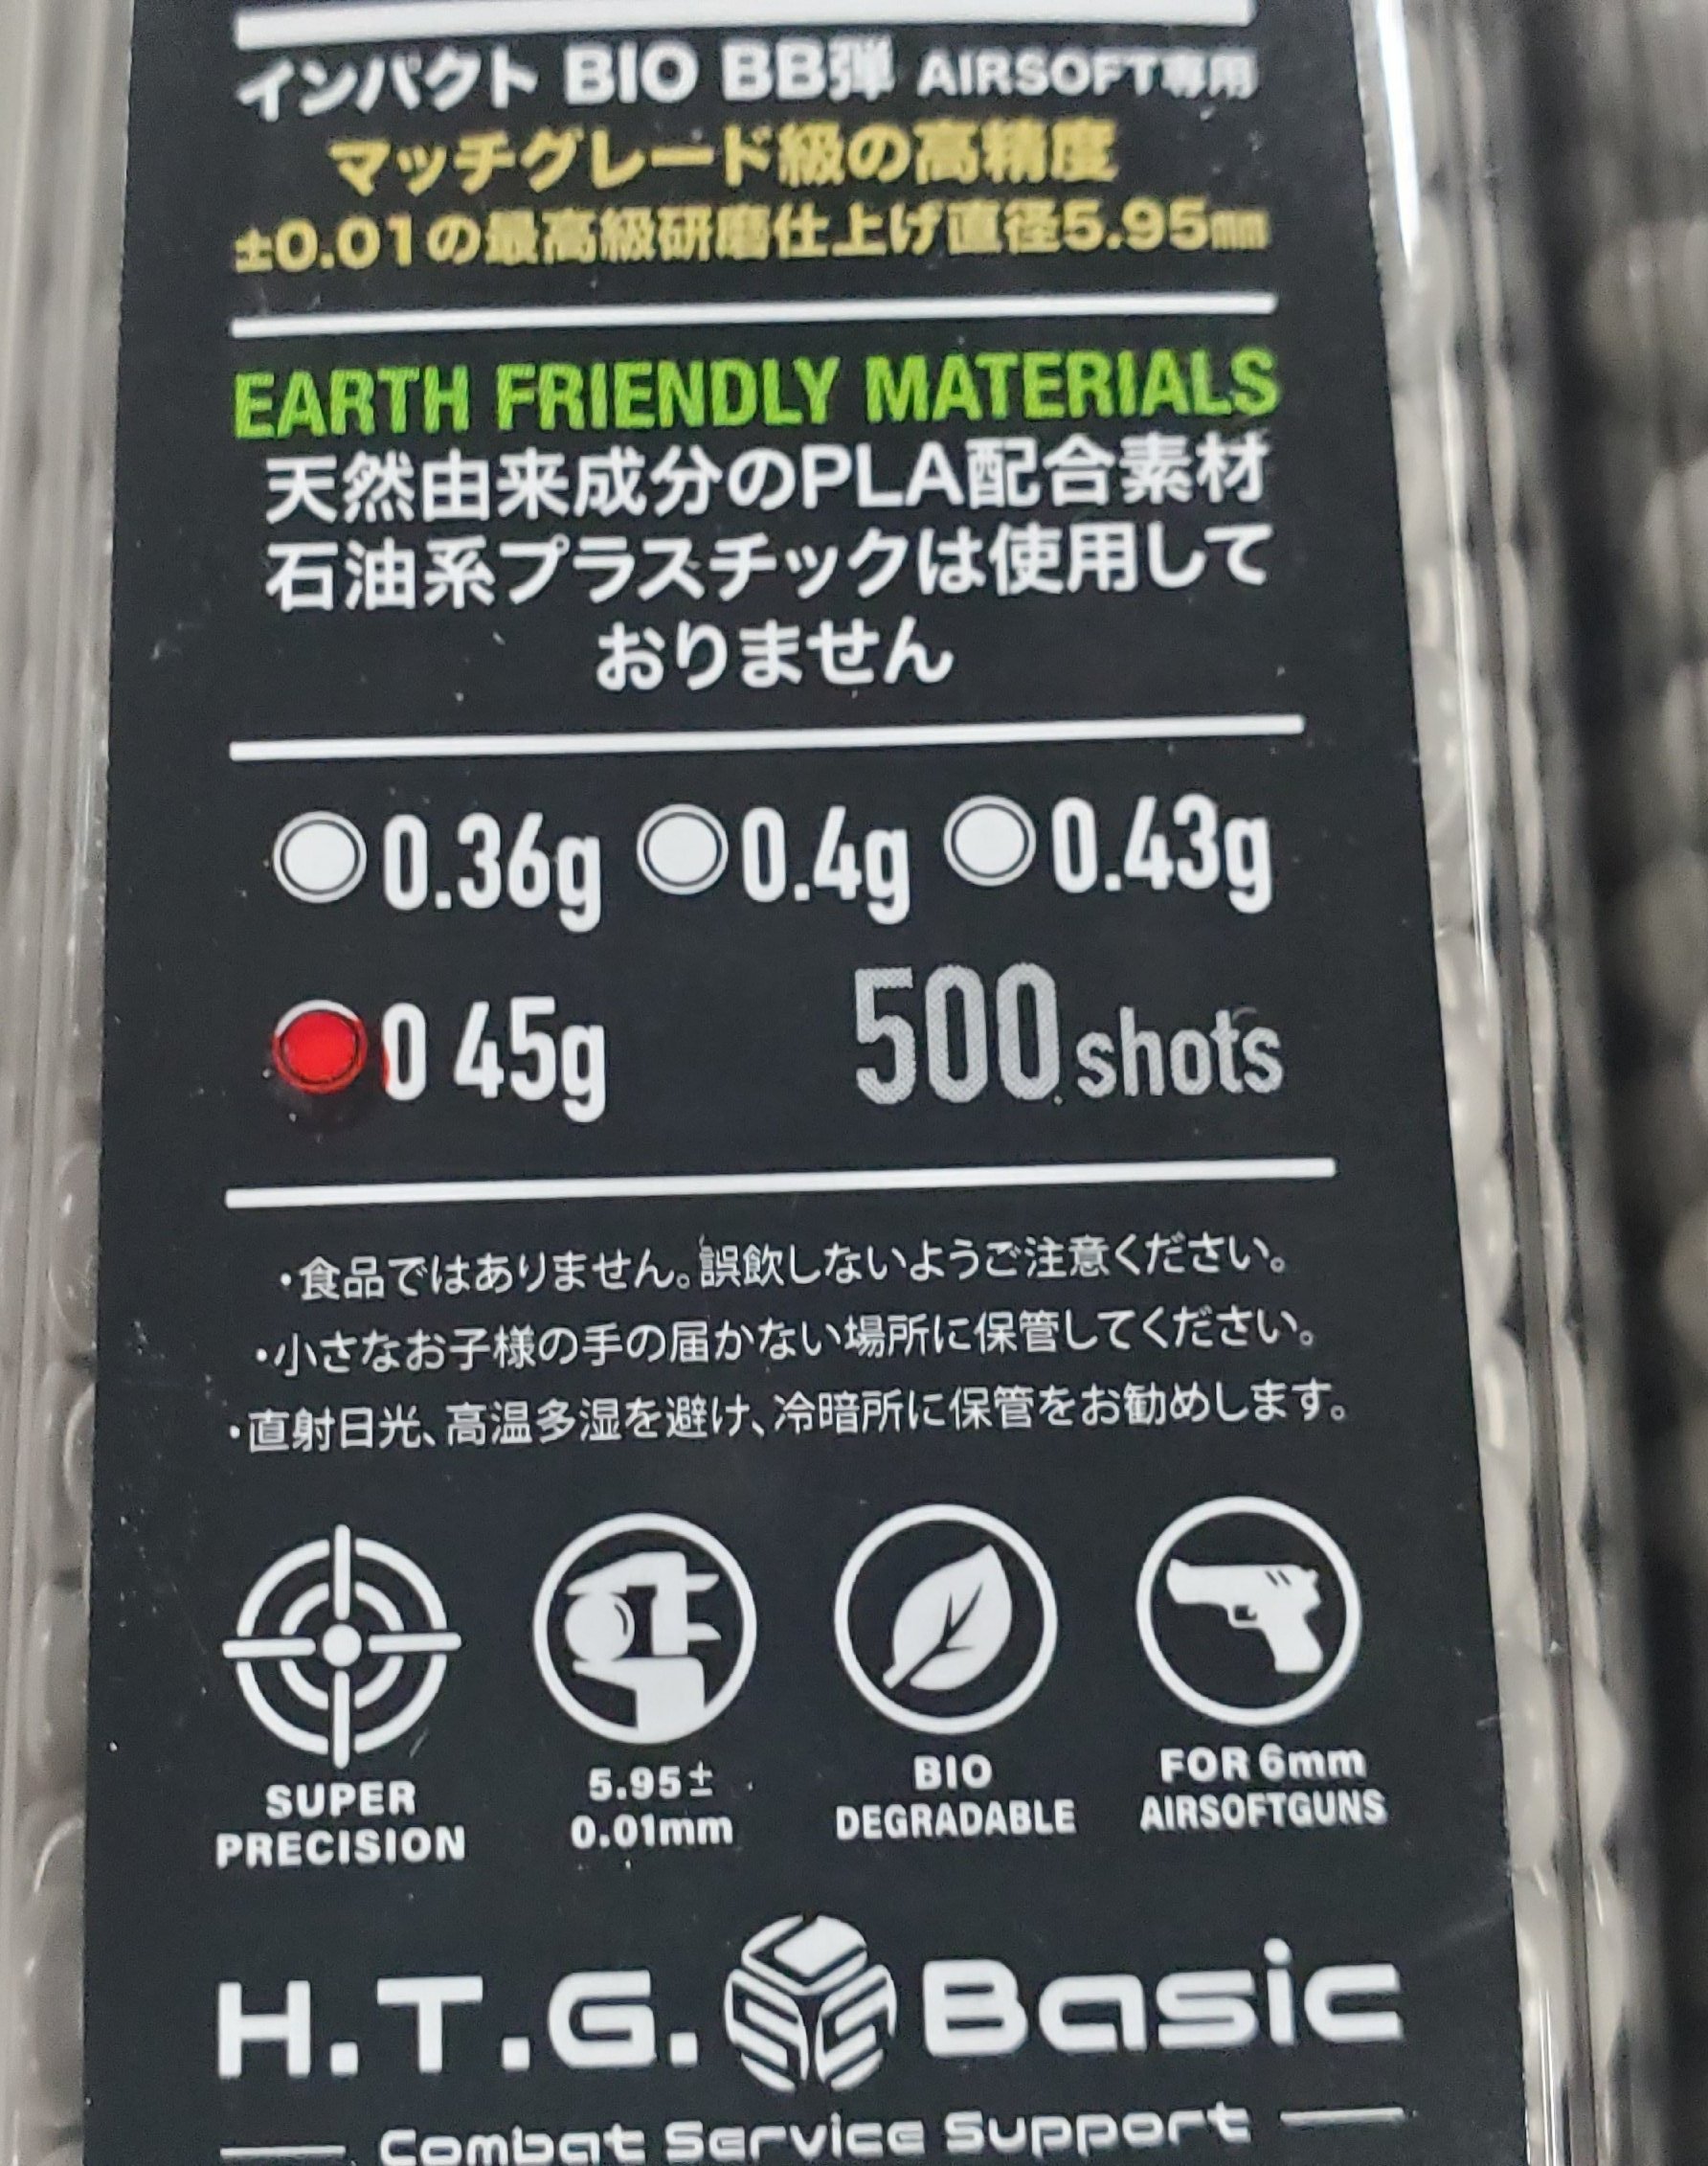 インパクト BIO BB弾 AIRSOFT専用
マッチグレード級の高精度
±0.01の最高級研磨仕上げ直径5.95㎜
EARTH FRIENDLY MATERIALS
天然由来成分のPLA配合素材
石油系プラスチックは使用して
おりません
0.36g 0.4g 0.43g
0 45g 500 shots
・食品ではありません。誤飲しないようご注意ください。
・小さなお子様の手の届かない場所に保管してください。
・直射日光、高温多湿を避け、冷暗所に保管をお勧めします。
SUPER
PRECISION
5.95±
0.01mm
BIO
DEGRADABLE
FOR 6mm
AIRSOFTGUNS
H.T.G. Basic
Combat Service Support